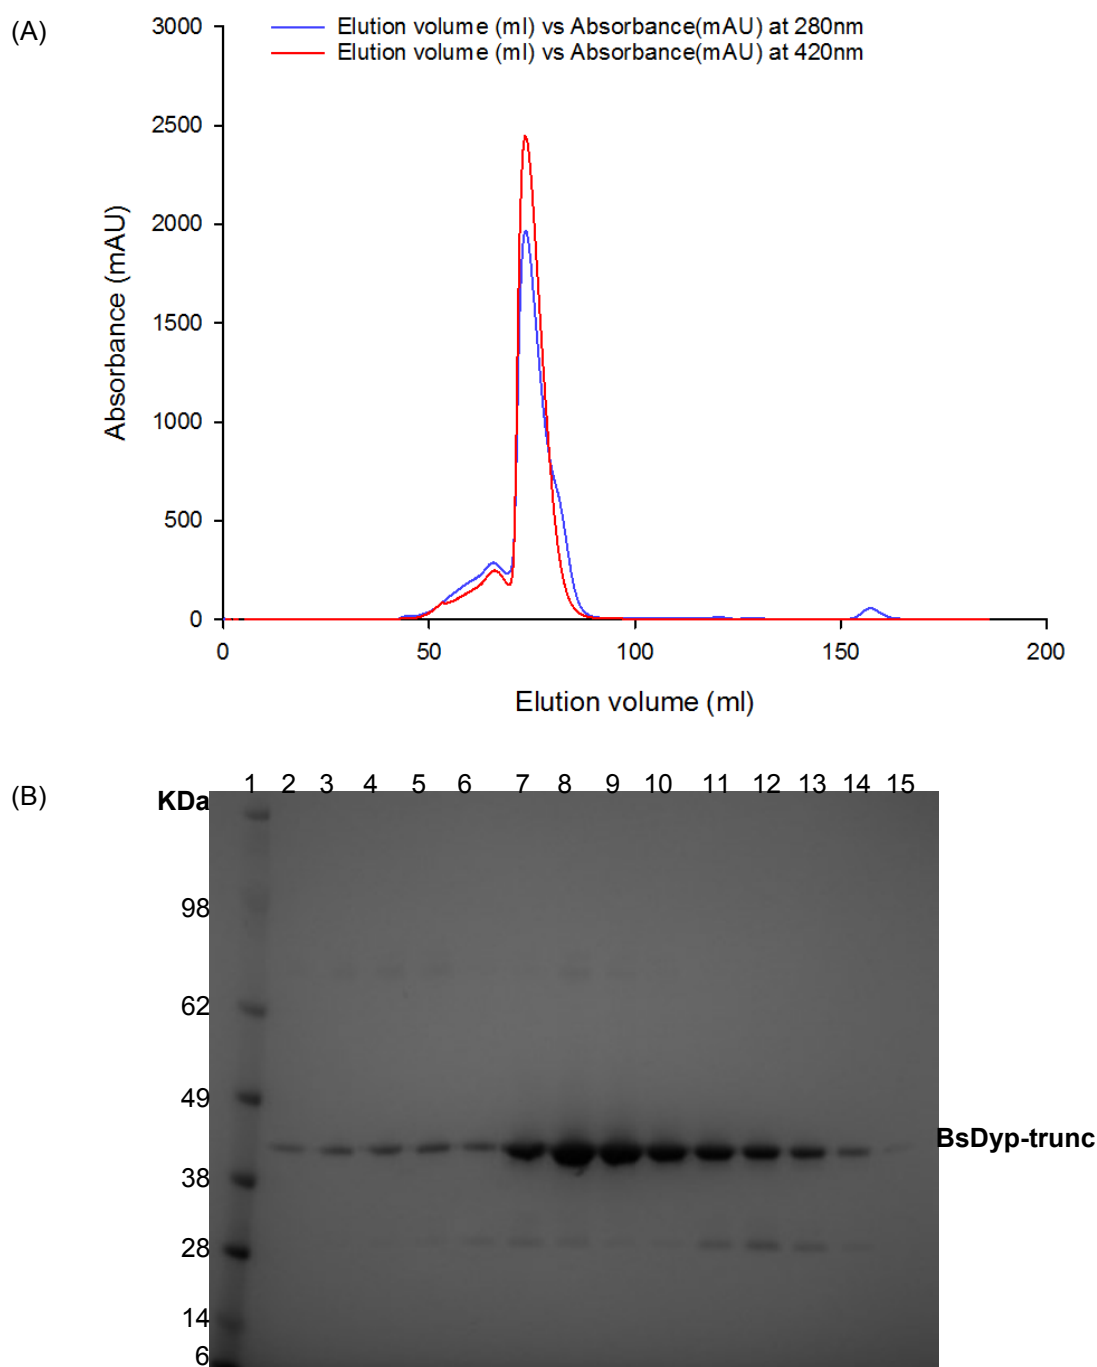 (A)
Elution volume (ml) vs Absorbance(mAU) at 280nm
Elution volume (ml) vs Absorbance(mAU) at 420nm
3000
2500
2000
1500
1000
500
0
Absorbance (mAU)
0 50 100 150 200
Elution volume (ml)
(B)
1 2 3 4 5 6 7 8 9 10 11 12 13 14 15
KDa
98
62
49
BsDyp-trunc
38
28
14
6